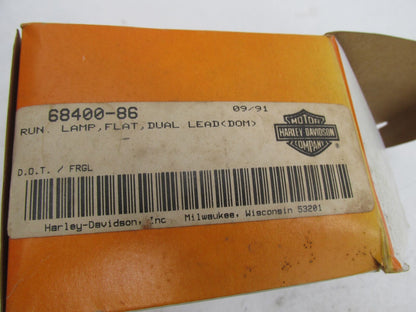 68400-86 09/91
RUN. LAMP,FLAT,DUAL LEAD(DOM)
MOTOR
HARLEY-DAVIDSON
COMPANY
®
D.O.T. / FRGL
Harley-Davidson, Inc Milwaukee, Wisconsin 53201